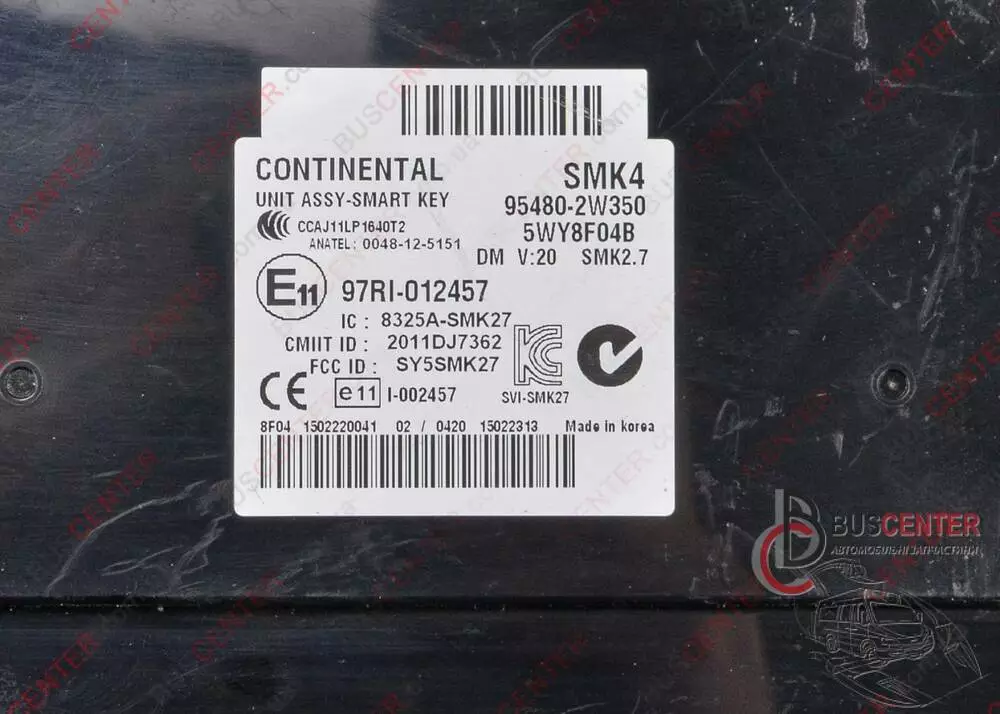 CONTINENTAL
SMK4
UNIT ASSY-SMART KEY
95480-2W350
CCAJ11LP1640T2
5WY8F04B
ANATEL: 0048-12-5151
DM V:20 SMK2.7
E11 97RI-012457
IC : 8325A-SMK27
CMIIT ID : 2011DJ7362
FCC ID : SY5SMK27
CE e11 I-002457
SVI-SMK27
8F04 1502220041 02 / 0420 15022313 Made in korea
BUSCENTER
АВТОМОБІЛЬНІ ЗАПЧАСТИНИ